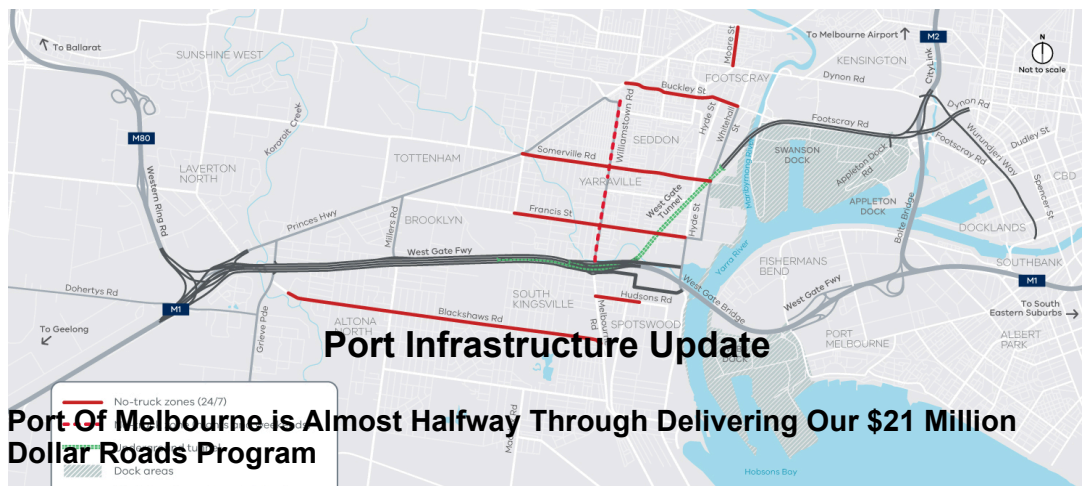 To Ballarat
SUNSHINE WEST
To Melbourne Airport
M2
N
Not to scale
KENSINGTON
CityLink
Moore St
FOOTSCRAY
Dynon Rd
Buckley St
Hyde St
Whitehall St
Footscray Rd
Dynon Rd
Wurundjeri Way
Dudley St
Footscray Rd
Spencer St
CBD
M80
Kororoit Creek
Williamstown Rd
SEDDON
Maribyrnong River
SWANSON
DOCK
Appleton Dock
Rd
APPLETON
DOCK
LAVERTON
NORTH
TOTTENHAM
Somerville Rd
YARRAVILLE
West Gate
Tunnel
Western Ring Rd
Princes Hwy
Millers Rd
BROOKLYN
Francis St
Hyde St
Bolte Bridge
DOCKLANDS
West Gate Fwy
Yarra River
FISHERMANS
BEND
SOUTHBANK
M1
Dohertys Rd
M1
West Gate Bridge
West Gate Fwy
To South
Eastern Suburbs
SOUTH
KINGSVILLE
Hudsons Rd
To Geelong
Grieve Pde
ALTONA
NORTH
Blackshaws Rd
Melbourne
Rd
SPOTSWOOD
PORT
MELBOURNE
ALBERT
PARK
Port Infrastructure Update
DOCK
No-truck zones (24/7)
Port Of Melbourne is Almost Halfway Through Delivering Our $21 Million
Dollar Roads Program
Dock areas
Hobsons Bay